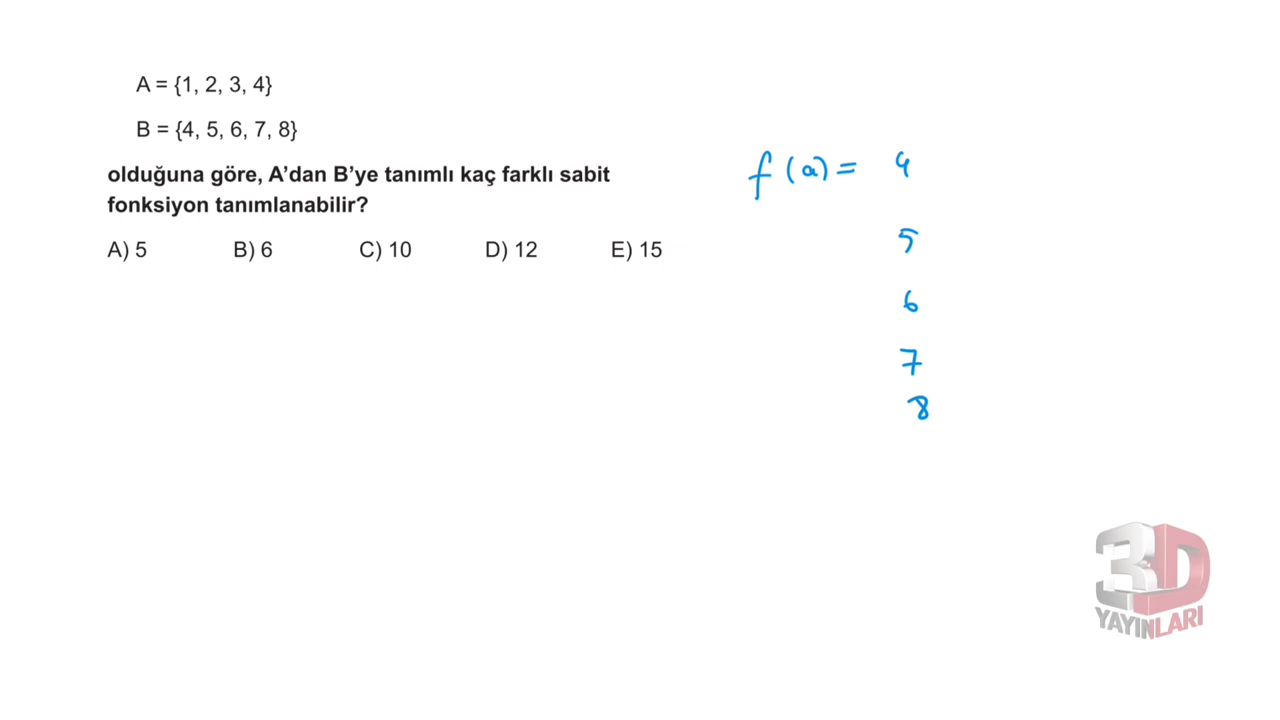 A = {1, 2, 3, 4}
B = {4, 5, 6, 7, 8}
olduğuna göre, A’dan B’ye tanımlı kaç farklı sabit
fonksiyon tanımlanabilir?
A) 5 B) 6 C) 10 D) 12 E) 15
f(a) = 4
5
6
7
8
3D
YAYINLARI